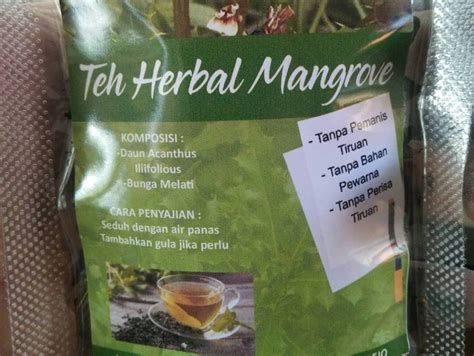 Teh Herbal Mangrove
KOMPOSISI :
-Daun Acanthus
Ilifolious
-Bunga Melati
CARA PENYAJIAN :
Seduh dengan air panas
Tambahkan gula jika perlu
- Tanpa Pemanis
Tiruan
- Tanpa Bahan
Pewarna
- Tanpa Perisa
Tiruan